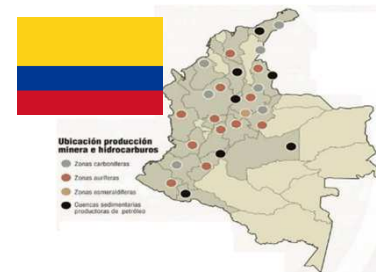 Ubicación producción
minera e hidrocarburos
Zonas carboníferas
Zonas auríferas
Zonas esmeraldíferas
Cuencas sedimentarias
productoras de petróleo